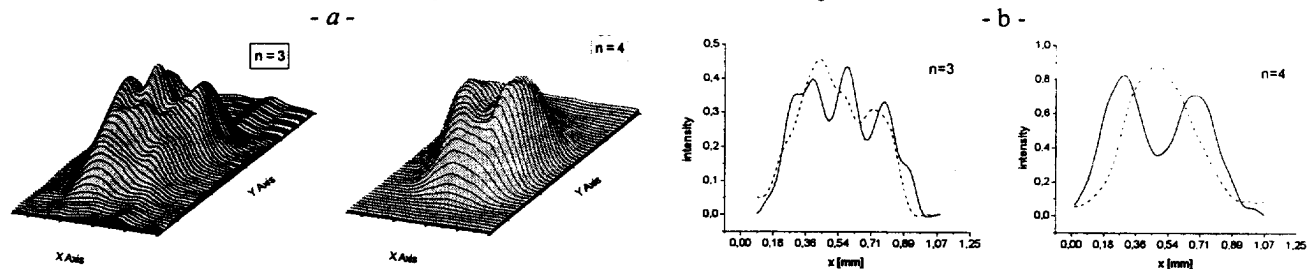 - a -
- b -
n = 3
X Axis
Y Axis
n = 4
X Axis
Y Axis
n=3
intensity
0,5
0,4
0,3
0,2
0,1
0,0
0,00 0,18 0,36 0,54 0,71 0,89 1,07 1,25
x [mm]
n=4
intensity
1,0
0,8
0,6
0,4
0,2
0,0
0,00 0,18 0,36 0,54 0,71 0,89 1,07 1,25
x [mm]